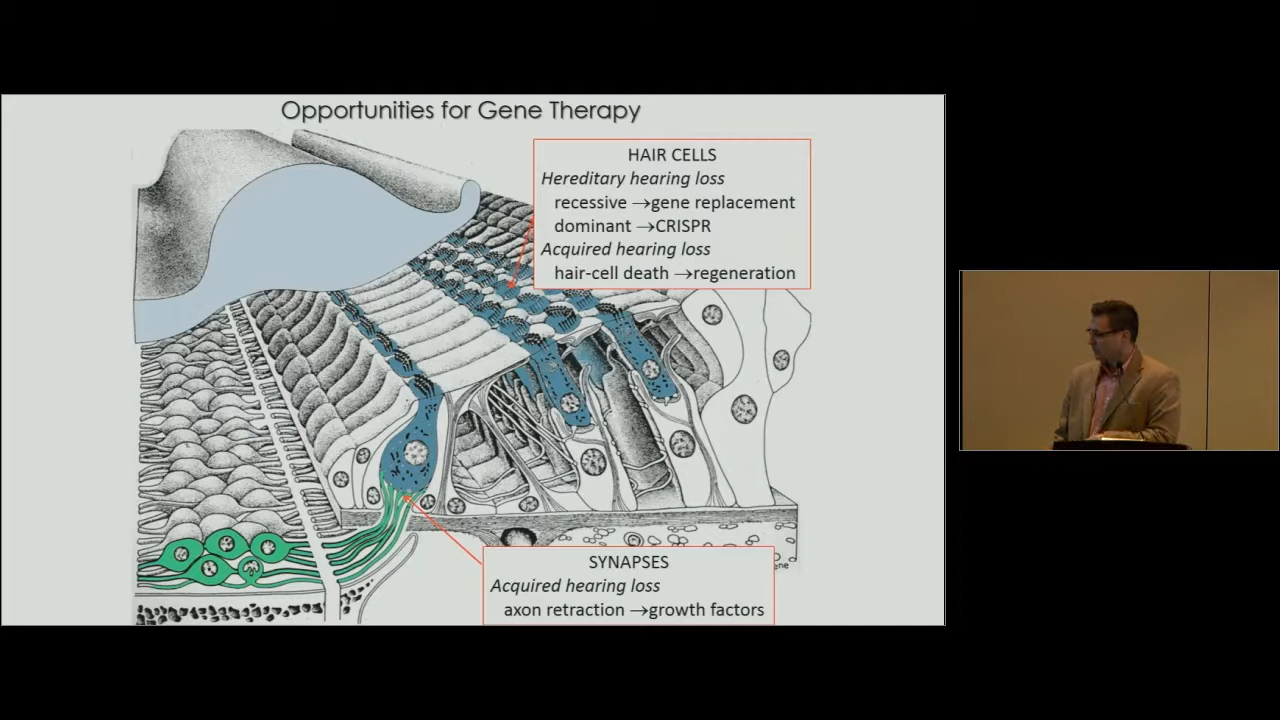 Opportunities for Gene Therapy
HAIR CELLS
Hereditary hearing loss
recessive →gene replacement
dominant →CRISPR
Acquired hearing loss
hair-cell death →regeneration
SYNAPSES
Acquired hearing loss
axon retraction →growth factors